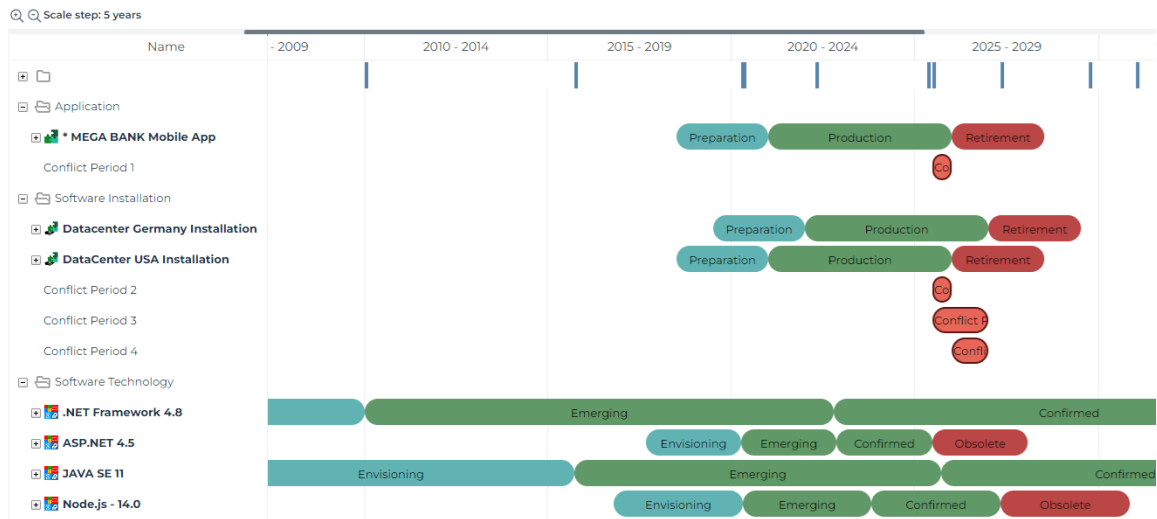 Scale step: 5 years
Name - 2009 2010 - 2014 2015 - 2019 2020 - 2024 2025 - 2029
Application
* MEGA BANK Mobile App Preparation Production Retirement
Conflict Period 1 Co
Software Installation
Datacenter Germany Installation Preparation Production Retirement
DataCenter USA Installation Preparation Production Retirement
Conflict Period 2 Co
Conflict Period 3 Conflict P
Conflict Period 4 Confli
Software Technology
.NET Framework 4.8 Emerging Confirmed
ASP.NET 4.5 Envisioning Emerging Confirmed Obsolete
JAVA SE 11 Envisioning Emerging Confirmed
Node.js - 14.0 Envisioning Emerging Confirmed Obsolete